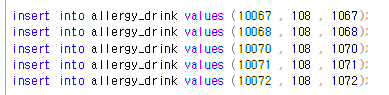 insert into allergy_drink values (10067 , 108 , 1067);
insert into allergy_drink values (10068 , 108 , 1068);
insert into allergy_drink values (10070 , 108 , 1070);
insert into allergy_drink values (10071 , 108 , 1071);
insert into allergy_drink values (10072 , 108 , 1072);